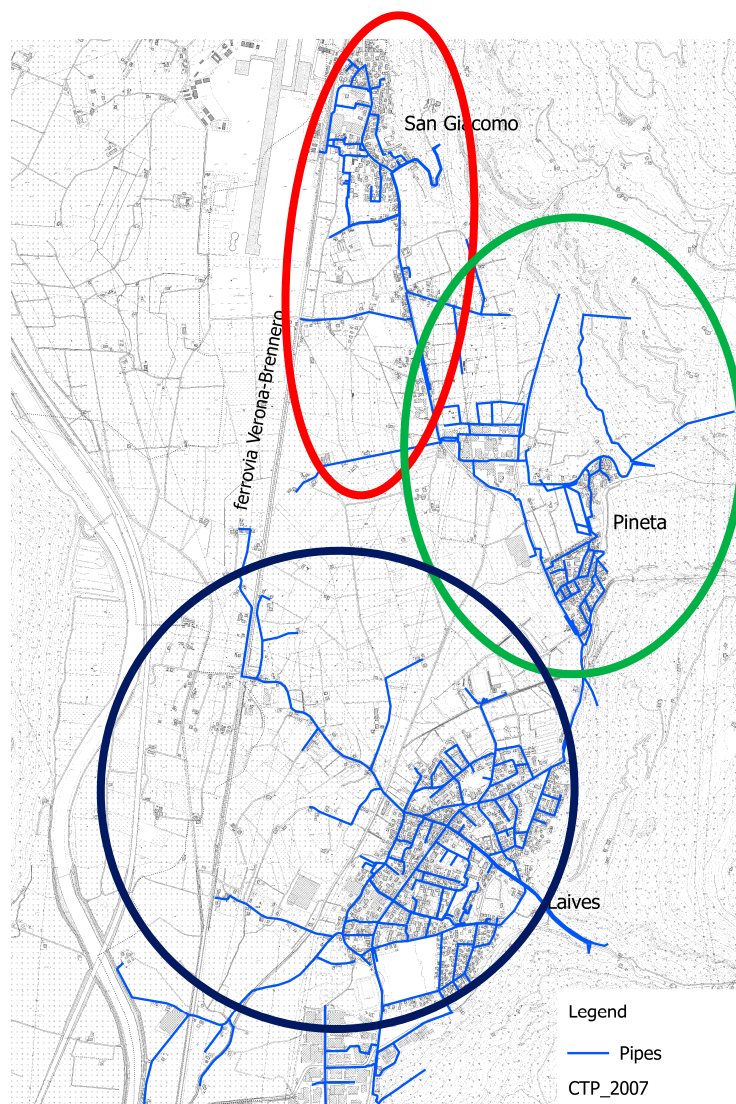 San Giacomo
ferrovia Verona-Brennero
Pineta
Laives
Legend
Pipes
CTP_2007